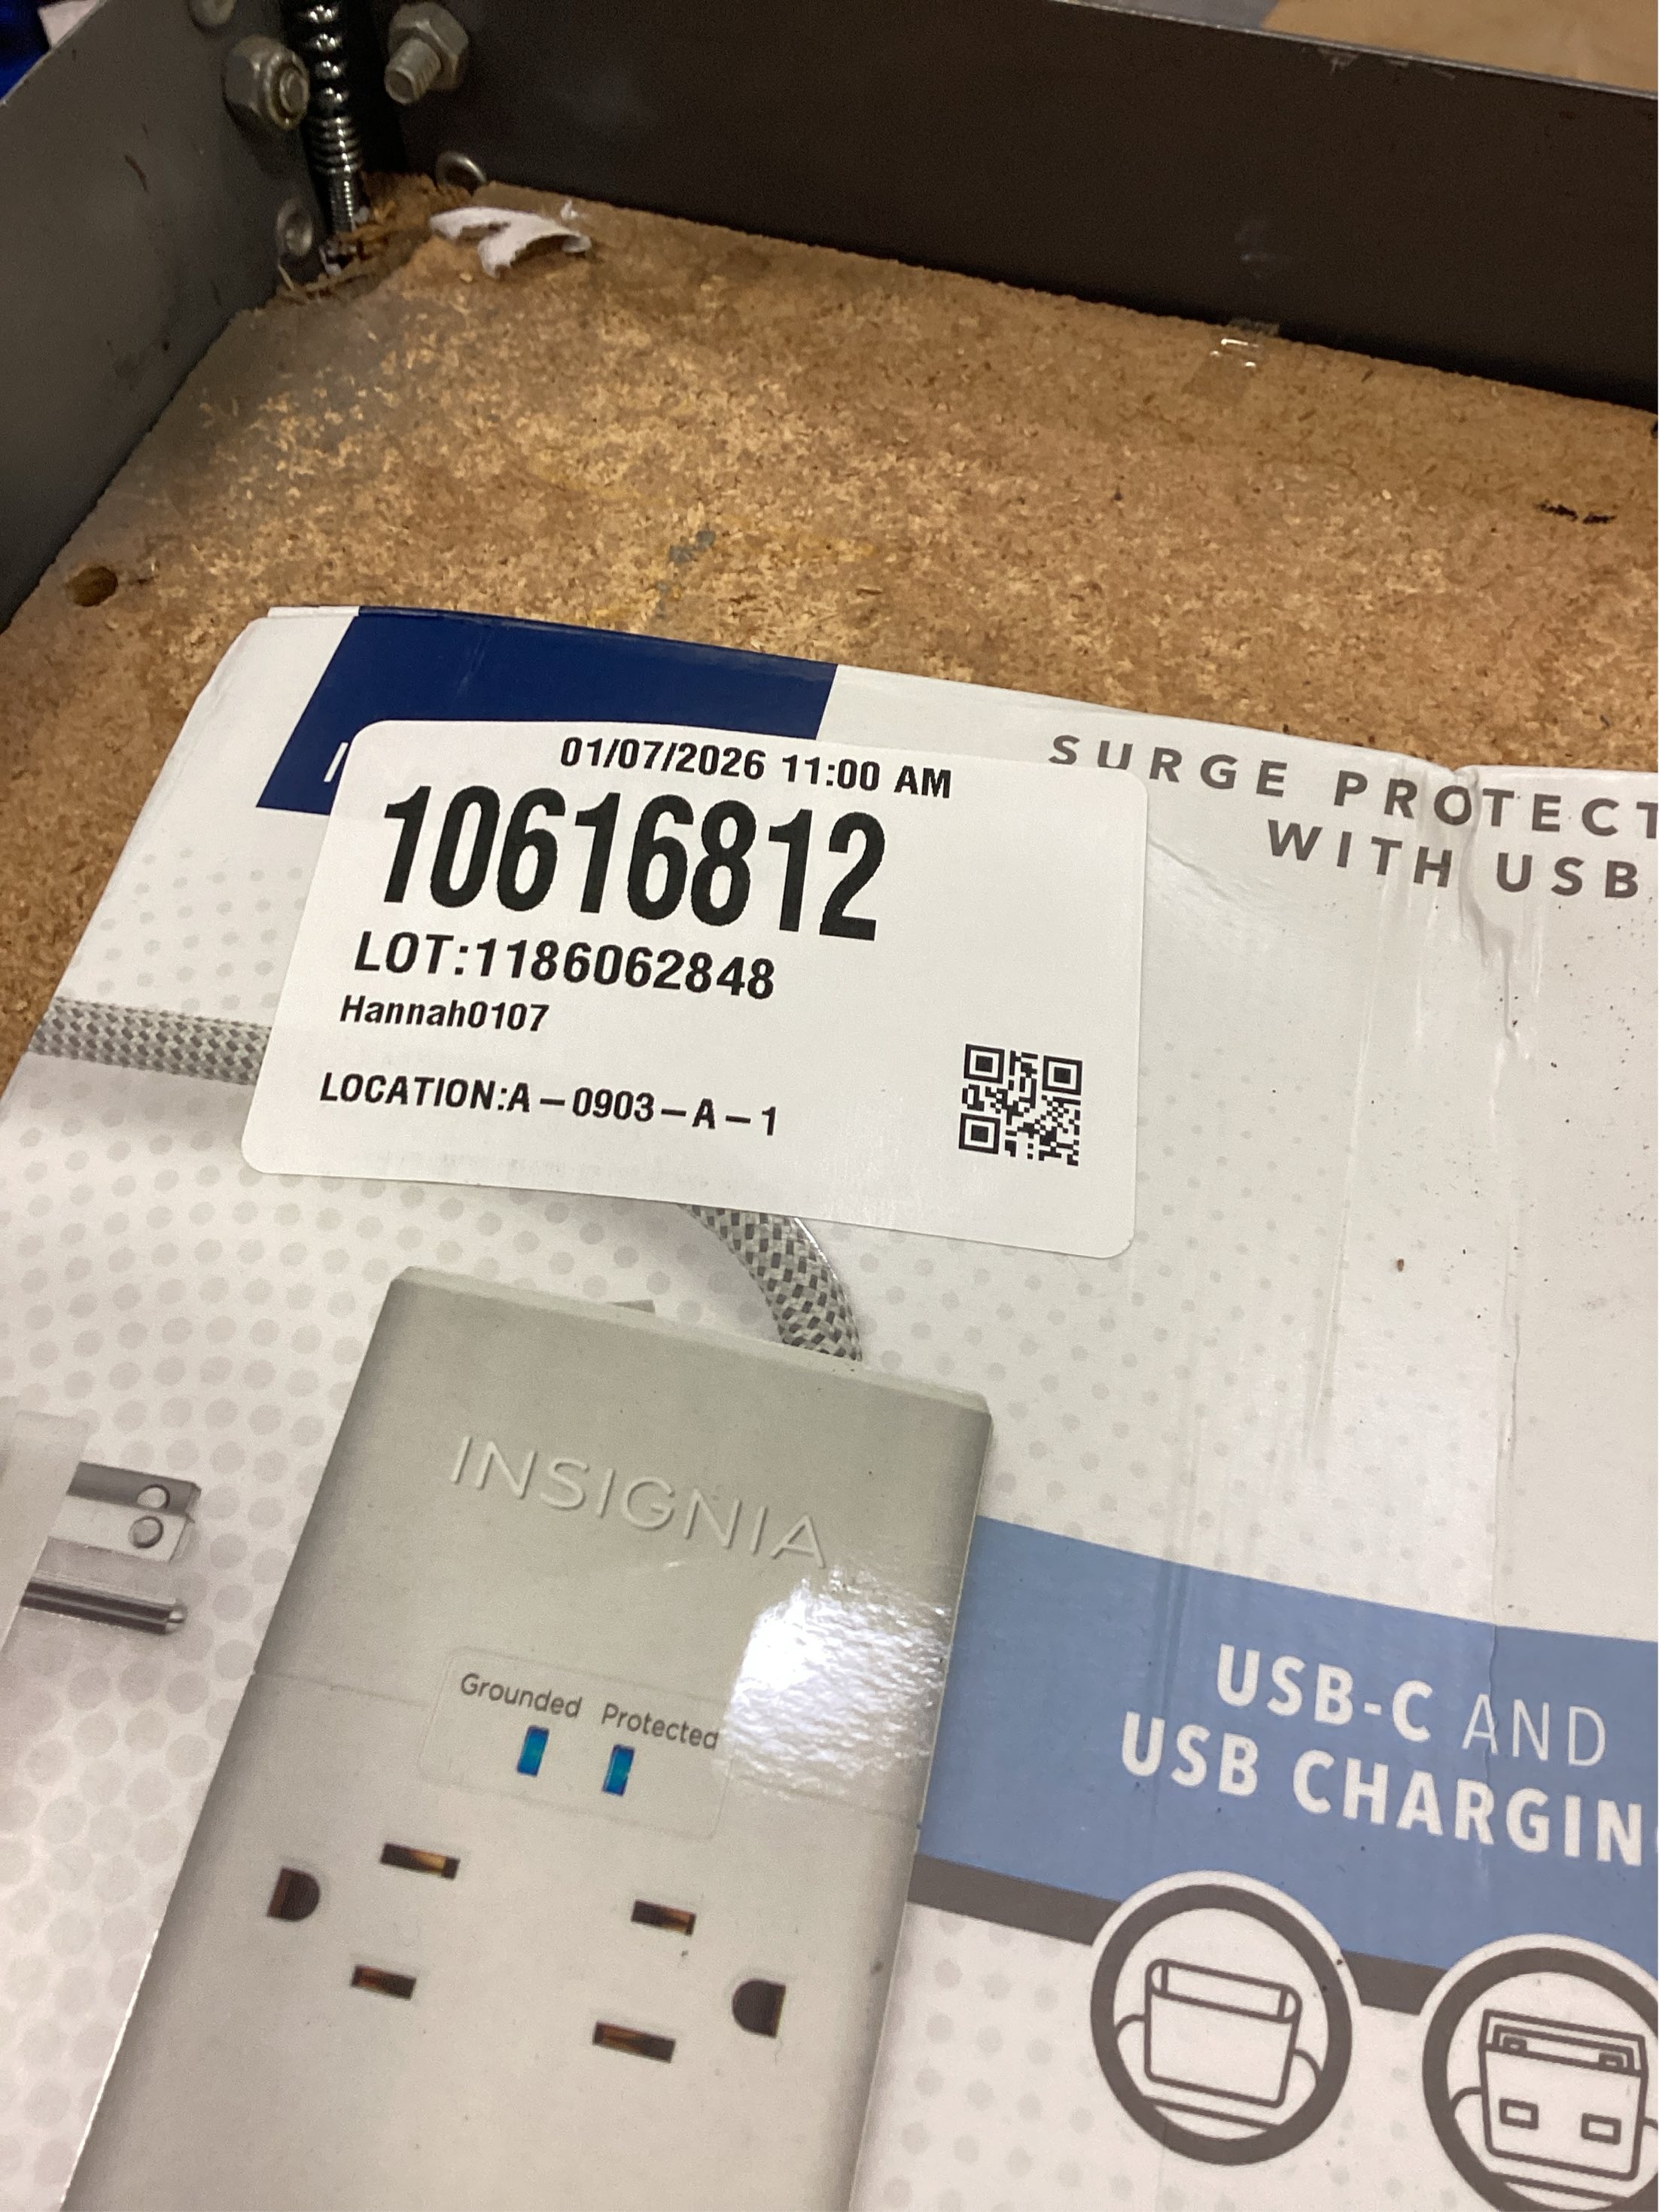 SURGE PROTECT
WITH USB
01/07/2026 11:00 AM
10616812
LOT:1186062848
Hannah0107
LOCATION:A-0903-A-1
INSIGNIA
Grounded Protected
USB-C AND
USB CHARGIN